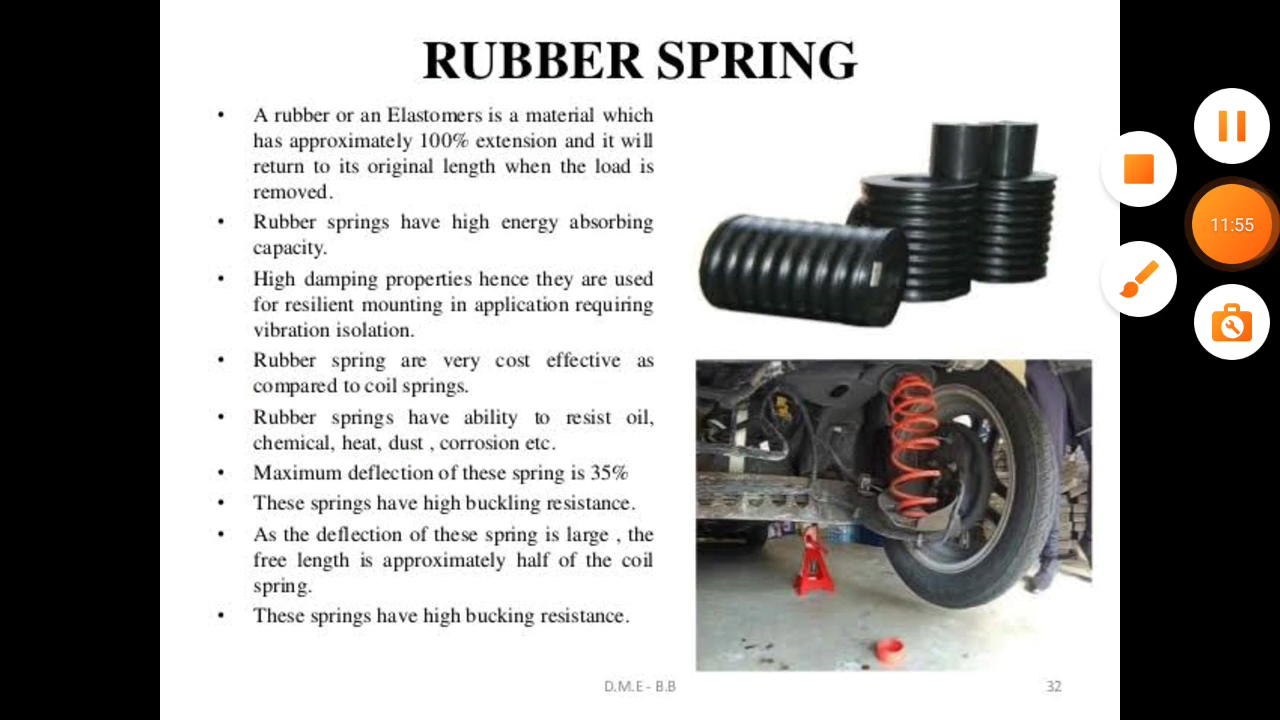 RUBBER SPRING
• A rubber or an Elastomers is a material which
has approximately 100% extension and it will
return to its original length when the load is
removed.
• Rubber springs have high energy absorbing
capacity.
• High damping properties hence they are used
for resilient mounting in application requiring
vibration isolation.
• Rubber spring are very cost effective as
compared to coil springs.
• Rubber springs have ability to resist oil,
chemical, heat, dust , corrosion etc.
• Maximum deflection of these spring is 35%
• These springs have high buckling resistance.
• As the deflection of these spring is large , the
free length is approximately half of the coil
spring.
• These springs have high bucking resistance.
D.M.E - B.B
32
11:55